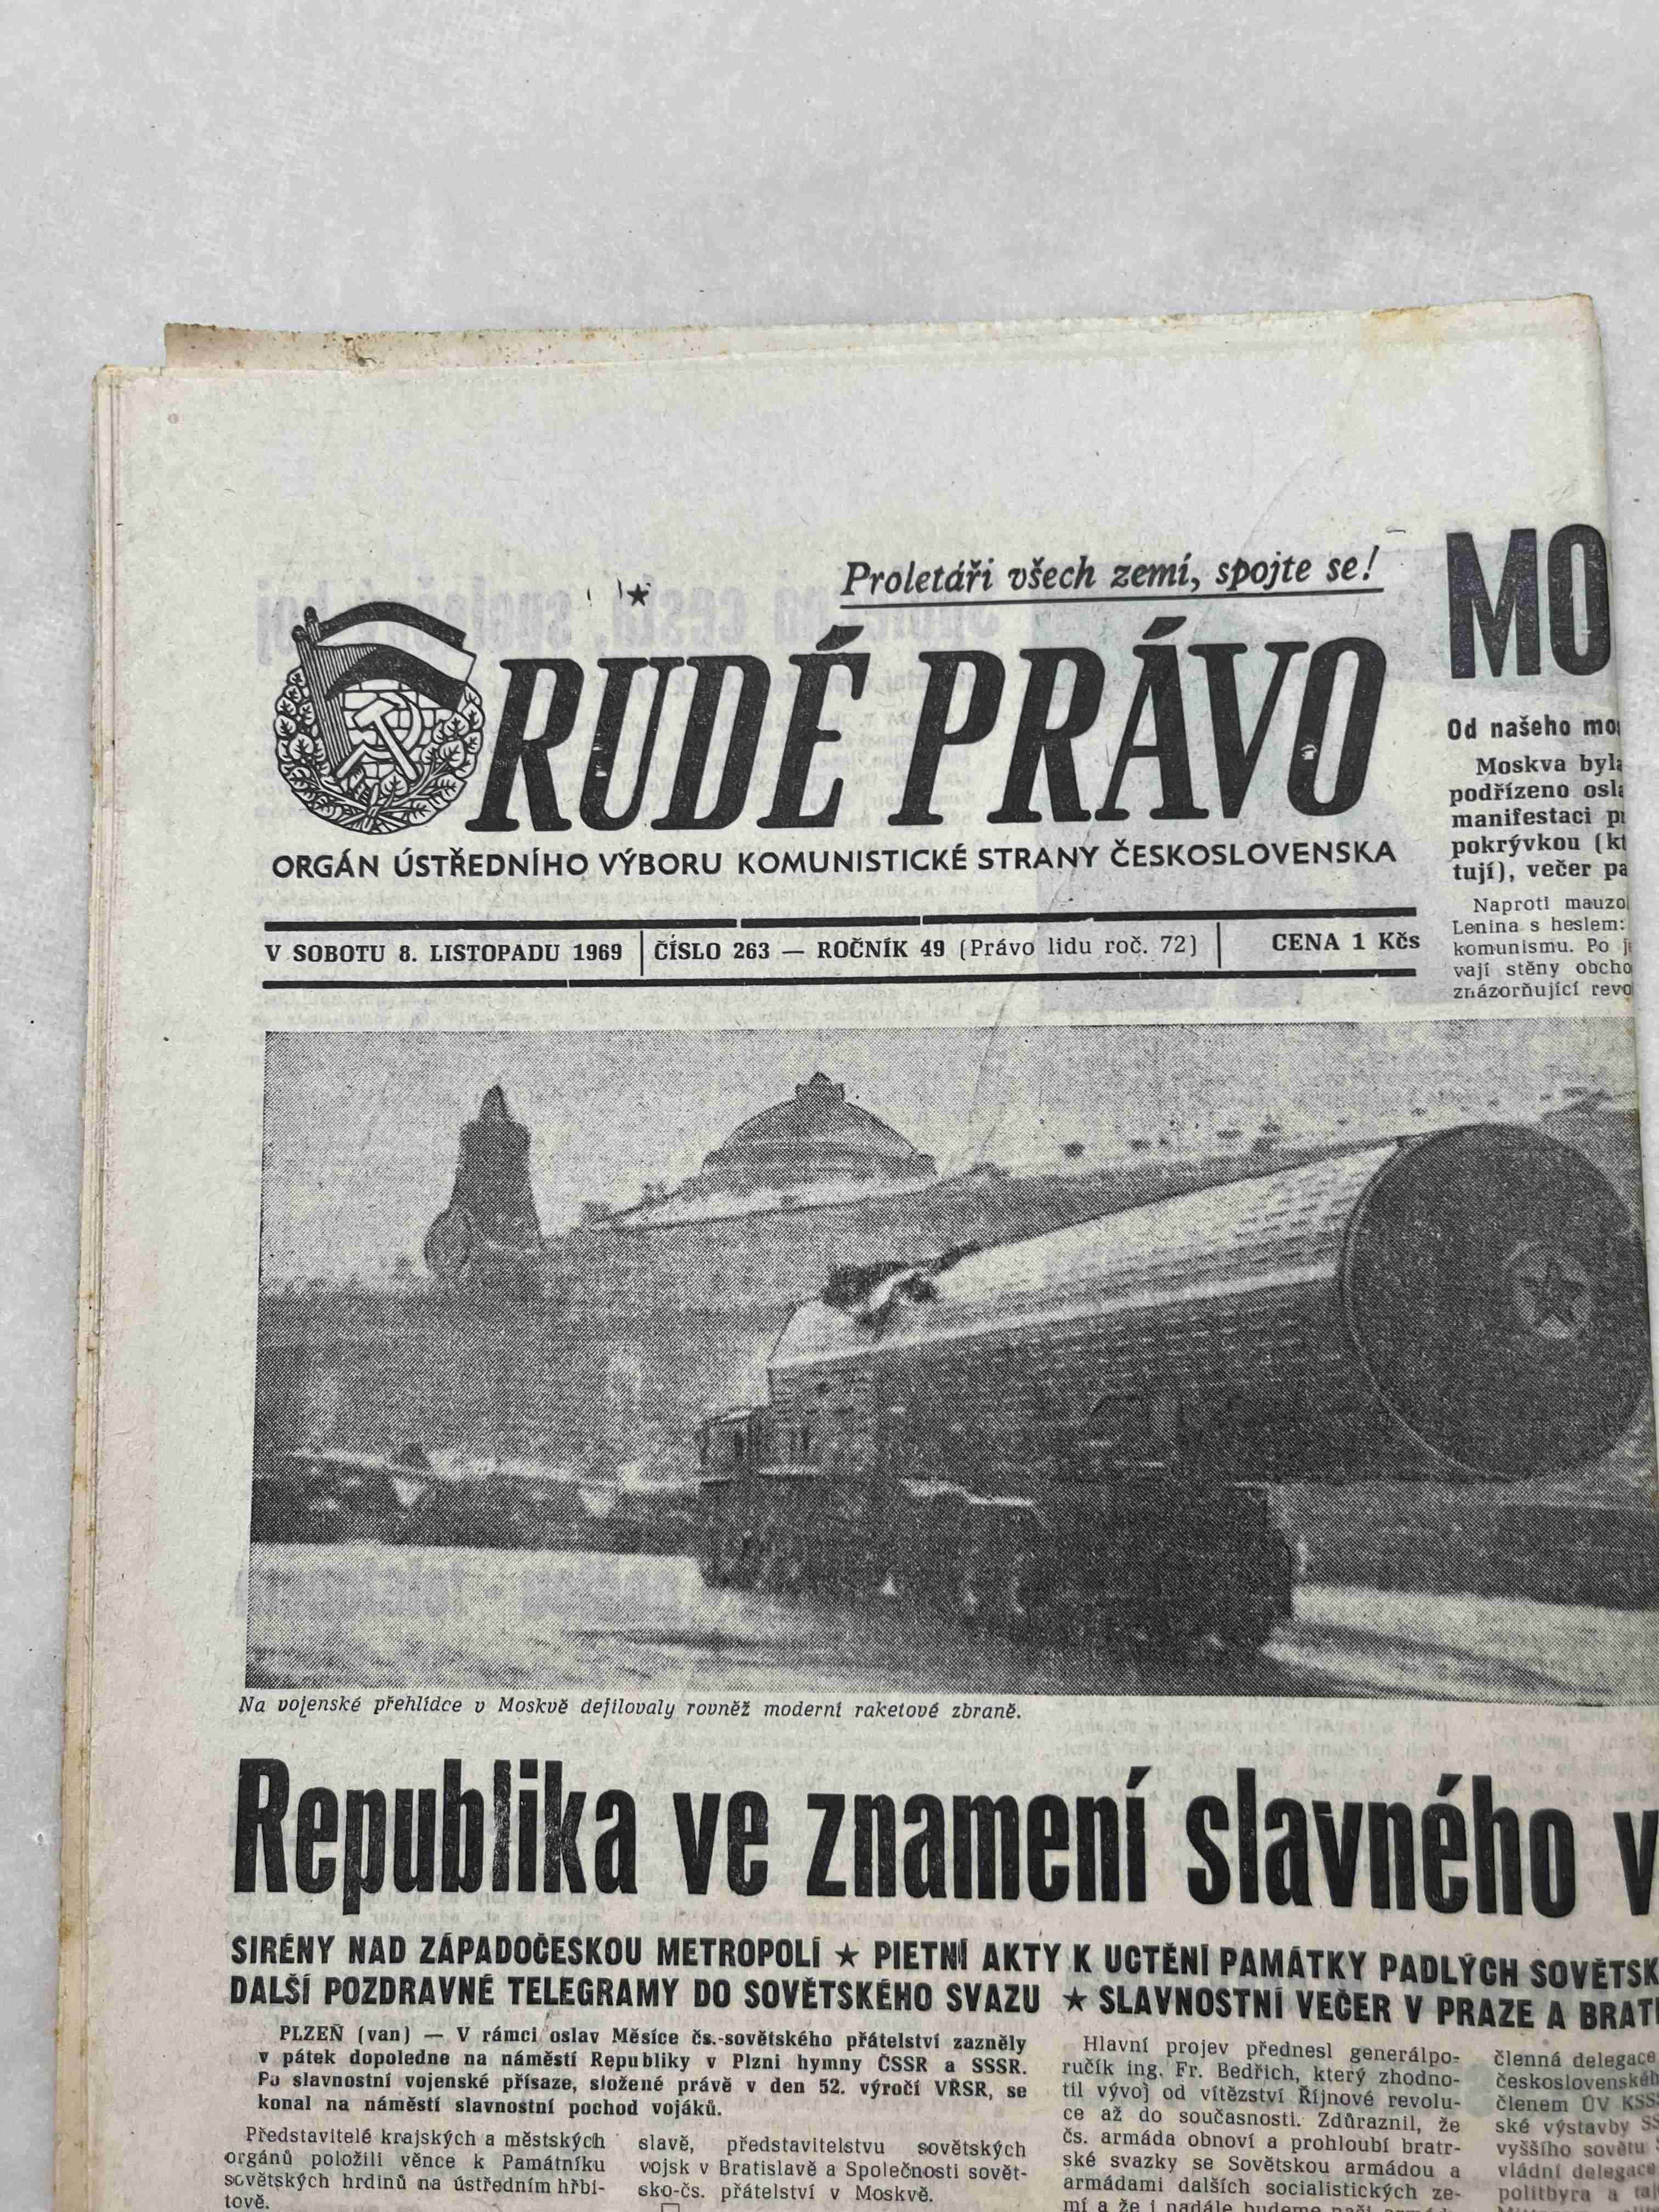 Proletáři všech zemí, spojte se!
RUDÉ PRÁVO
ORGÁN ÚSTŘEDNÍHO VÝBORU KOMUNISTICKÉ STRANY ČESKOSLOVENSKA
V SOBOTU 8. LISTOPADU 1969 ČÍSLO 263 — ROČNÍK 49 (Právo lidu roč. 72) CENA 1 Kčs
MO
Od našeho mo
Moskva byla
podřízeno osla
manifestaci p
pokrývkou (kt
tují), večer pa
Naproti mauzol
Lenina s heslem:
komunismu. Po j
vají stěny obcho
znázorňující revo
Na vojenské přehlídce v Moskvě defilovaly rovněž moderní raketové zbraně.
Republika ve znamení slavného v
SIRÉNY NAD ZÁPADOČESKOU METROPOLÍ ★ PIETNÍ AKTY K UCTĚNÍ PAMÁTKY PADLÝCH SOVĚTSK
DALŠÍ POZDRAVNÉ TELEGRAMY DO SOVĚTSKÉHO SVAZU ★ SLAVNOSTNÍ VEČER V PRAZE A BRATI
PLZEŇ (van) — V rámci oslav Měsíce čs.-sovětského přátelství zazněly
v pátek dopoledne na náměstí Republiky v Plzni hymny ČSSR a SSSR.
Po slavnostní vojenské přísaze, složené právě v den 52. výročí VŘSR, se
konal na náměstí slavnostní pochod vojáků.
Představitelé krajských a městských
orgánů položili věnce k Památníku
sovětských hrdinů na ústředním hřbi-
tově.
slavě, představitelstvu sovětských
vojsk v Bratislavě a Společnosti sovět-
sko-čs. přátelství v Moskvě.
Hlavní projev přednesl generálpo-
ručík ing. Fr. Bedřich, který zhodno-
til vývoj od vítězství Říjnové revolu-
ce až do současnosti. Zdůraznil, že
čs. armáda obnoví a prohloubí bratr-
ské svazky se Sovětskou armádou a
armádami dalších socialistických ze-
mí a že i nadále budeme
členná delegace
československéh
členem ÚV KSSS
ské výstavby SS
vyššího sovětu S
vládní delegace
politbyra a taj